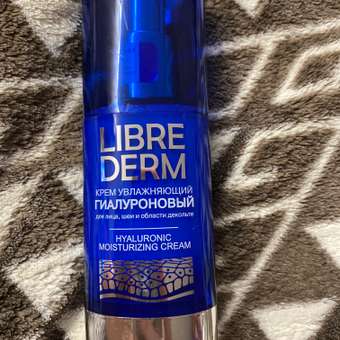 LIBRE
DERM
КРЕМ УВЛАЖНЯЮЩИЙ
ГИАЛУРОНОВЫЙ
для лица, шеи и области декольте
HYALURONIC
MOISTURIZING CREAM